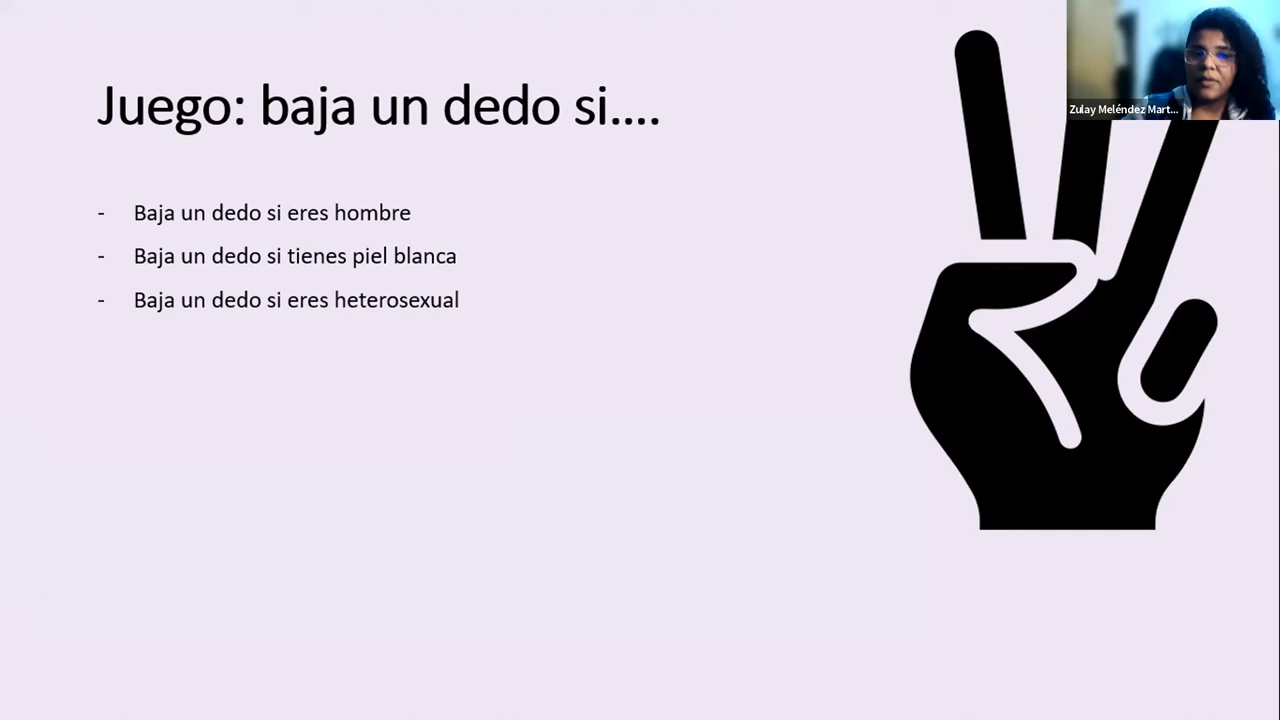 Juego: baja un dedo si....
- Baja un dedo si eres hombre
- Baja un dedo si tienes piel blanca
- Baja un dedo si eres heterosexual
Zulay Meléndez Mart...